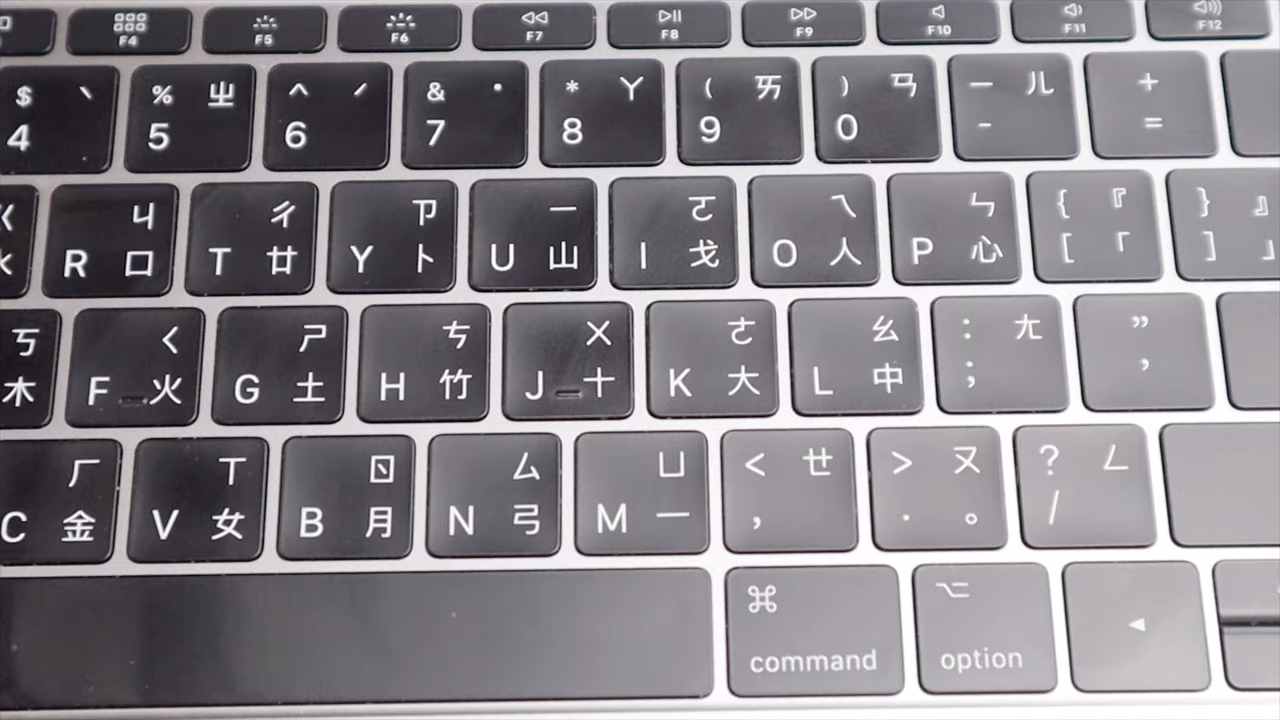 F4 F5 F6 F7 F8 F9 F10 F11 F12
$ ˋ % ㄓ ^ ˊ & ˙ * ㄚ ( ㄞ ) ㄢ — ㄦ +
4 5 6 7 8 9 0 - =
ㄐ ㄔ ㄗ 一 ㄛ ㄟ ㄣ { 『 } 』
R 口 T 廿 Y 卜 U 山 I 戈 O 人 P 心 [ 「 ] 」
ㄎ ㄑ ㄕ ㄘ ㄨ ㄜ ㄠ : ㄤ ”
木 F 火 G 土 H 竹 J 十 K 大 L 中 ; ’
ㄏ ㄒ ㄖ ㄙ ㄩ < ㄝ > ㄡ ? ㄥ
C 金 V 女 B 月 N 弓 M 一 , . 。 /
⌘ ⌥
command option ◀